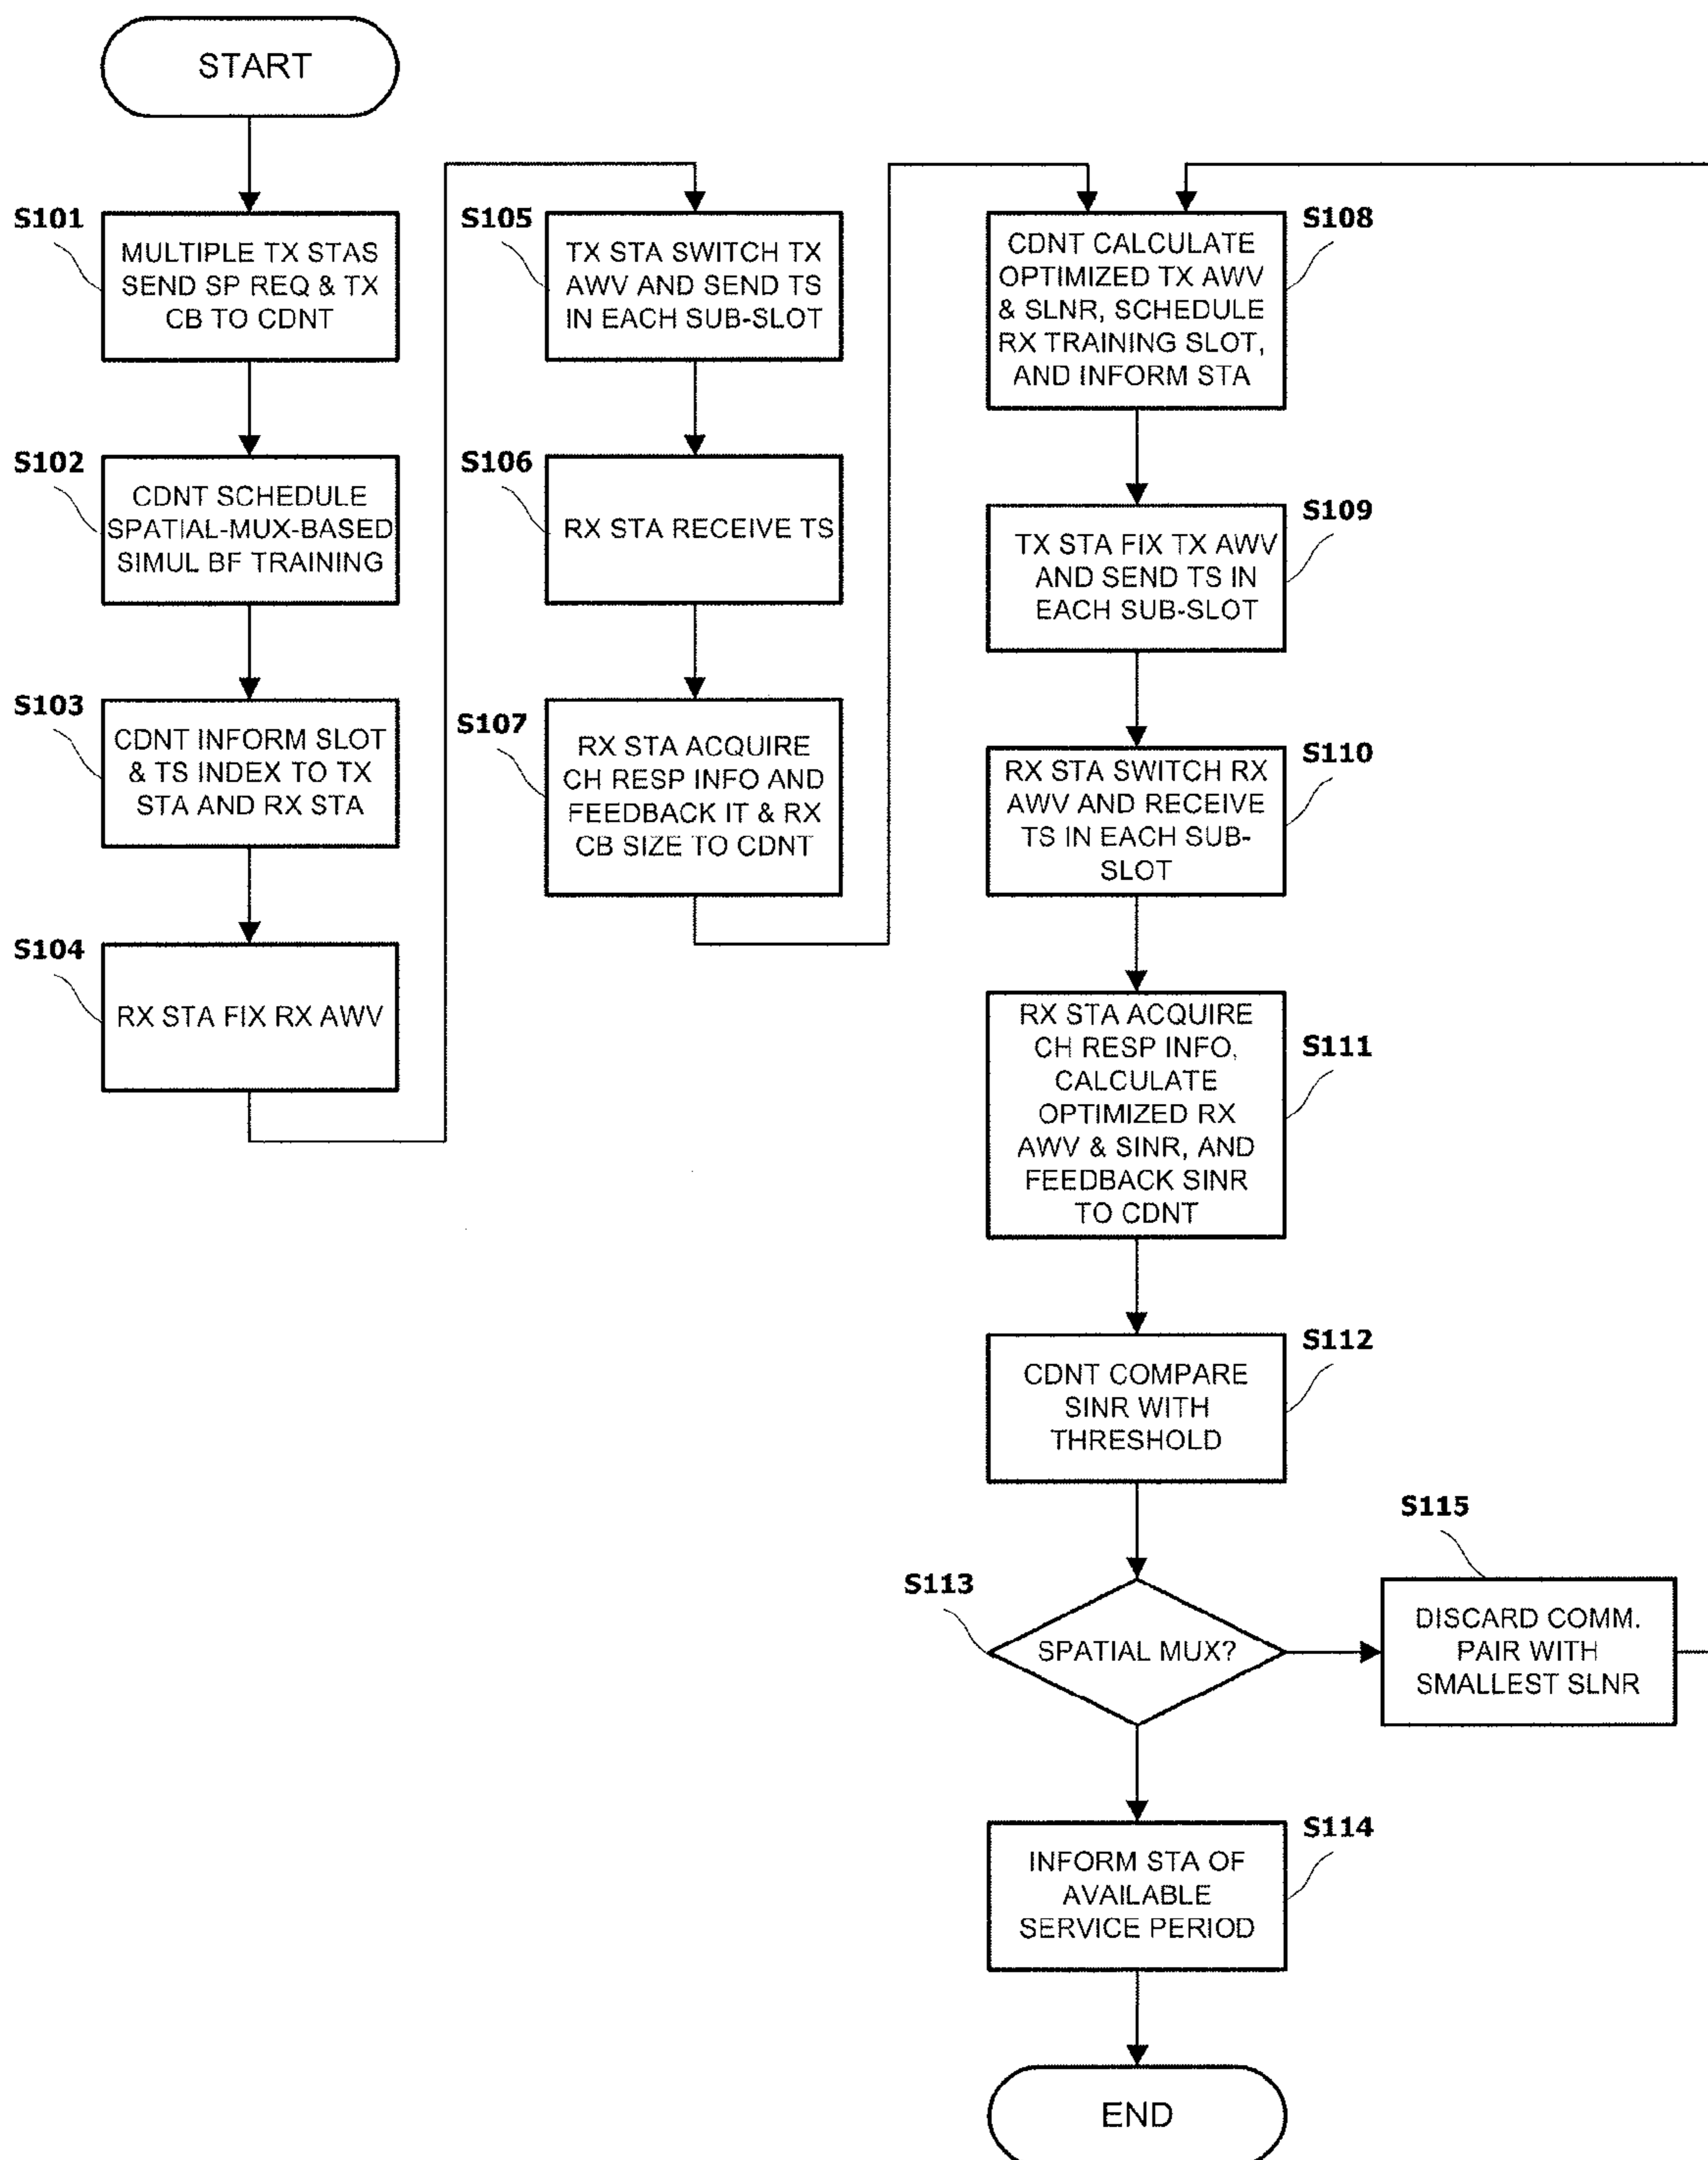 START
S101
MULTIPLE TX STAS
SEND SP REQ & TX
CB TO CDNT
S102
CDNT SCHEDULE
SPATIAL-MUX-BASED
SIMUL BF TRAINING
S103
CDNT INFORM SLOT
& TS INDEX TO TX
STA AND RX STA
S104
RX STA FIX RX AWV
S105
TX STA SWITCH TX
AWV AND SEND TS
IN EACH SUB-SLOT
S106
RX STA RECEIVE TS
S107
RX STA ACQUIRE
CH RESP INFO AND
FEEDBACK IT & RX
CB SIZE TO CDNT
S108
CDNT CALCULATE
OPTIMIZED TX AWV
& SLNR, SCHEDULE
RX TRAINING SLOT,
AND INFORM STA
S109
TX STA FIX TX AWV
AND SEND TS IN
EACH SUB-SLOT
S110
RX STA SWITCH RX
AWV AND RECEIVE
TS IN EACH SUB-
SLOT
S111
RX STA ACQUIRE
CH RESP INFO,
CALCULATE
OPTIMIZED RX
AWV & SINR, AND
FEEDBACK SINR
TO CDNT
S112
CDNT COMPARE
SINR WITH
THRESHOLD
S113
SPATIAL MUX?
S115
DISCARD COMM.
PAIR WITH
SMALLEST SLNR
S114
INFORM STA OF
AVAILABLE
SERVICE PERIOD
END